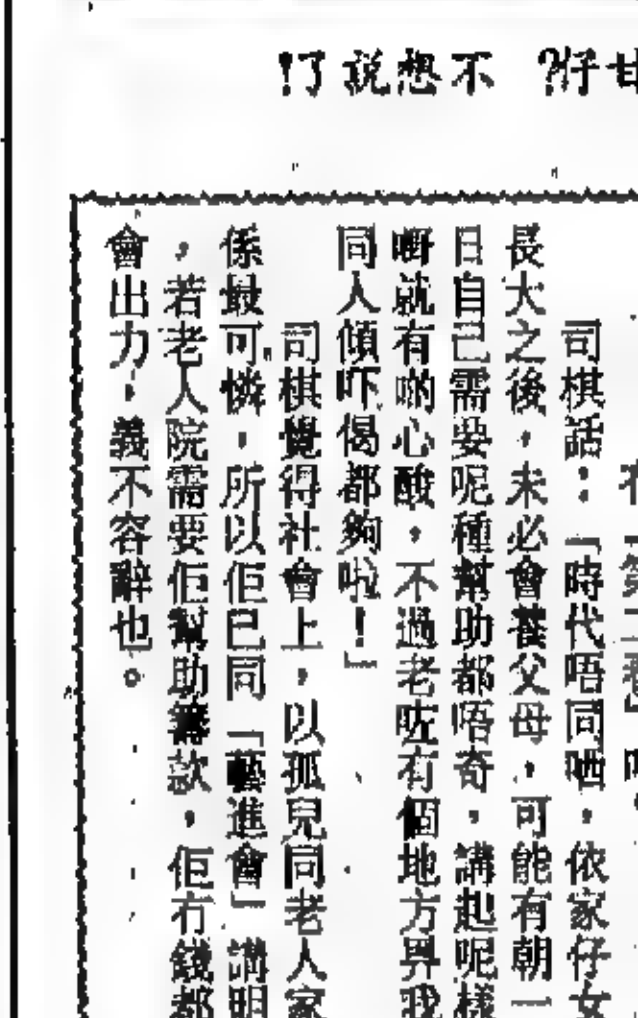 甘仔?　不想説了!
司棋話：「時代唔同晒，依家仔女
長大之後，未必會養父母，可能有朝一
日自己需要呢種幫助都唔奇，講起呢樣
嘢就有啲心酸，不過老咗有個地方畀我
同人傾吓偈都夠啦！」
司棋覺得社會上，以孤兒同老人家
係最可憐，所以佢已同「藝進會」講明
，若老人院需要佢幫助籌款，佢冇錢都
會出力，義不容辭也。